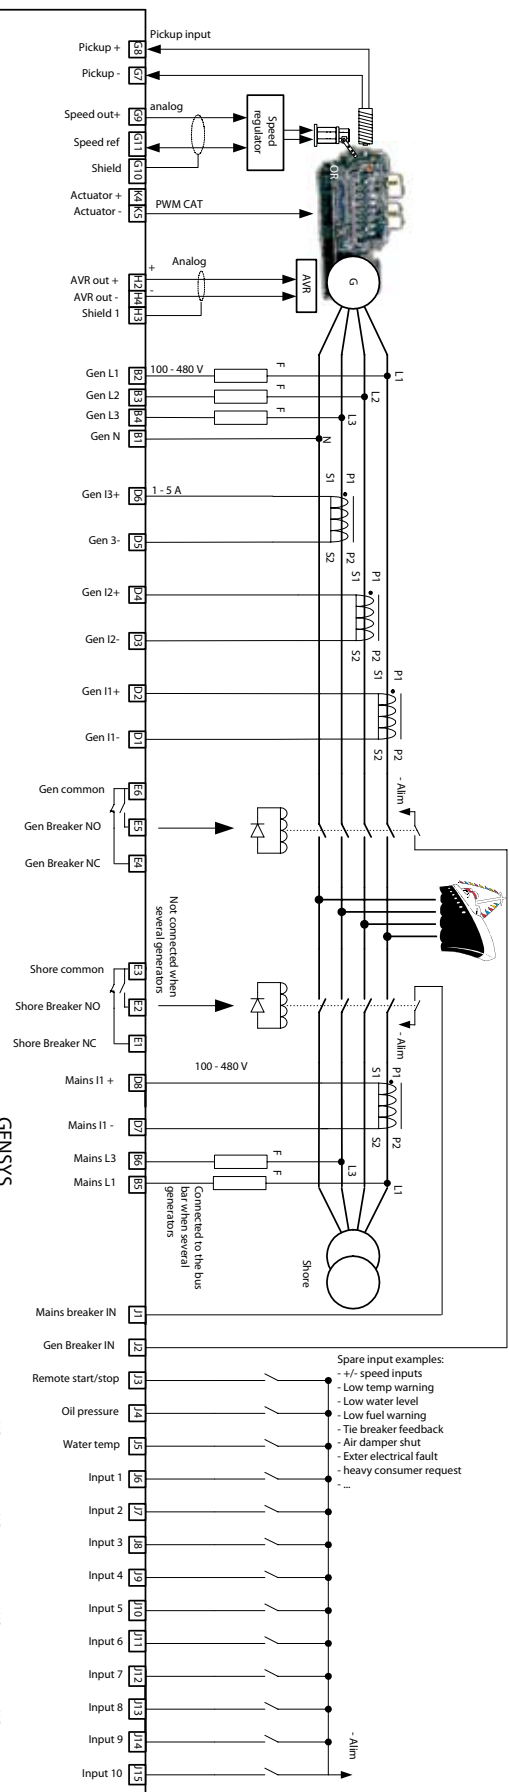 Pickup + G8 Pickup input
Pickup - G7
Speed out+ G9 analog
Speed ref G11
Shield G10
Speed
regulator
OR
Actuator + K4
Actuator - K5 PWM CAT
AVR out + H2 + Analog
AVR out - H4 -
Shield 1 H3
AVR
G
Gen L1 B2 100 - 480 V F L1
Gen L2 B3 F L2
Gen L3 B4 F L3
Gen N B1 N
Gen I3+ D6 1 - 5 A S1 P1
Gen 3- D5 S2 P2
Gen I2+ D4 S1 P1
Gen I2- D3 S2 P2
Gen I1+ D2 S1 P1
Gen I1- D1 S2 P2
Gen common E6 - Alim
Gen Breaker NO E5
Gen Breaker NC E4
Not connected when
several generators
Shore common E3
Shore Breaker NO E2
Shore Breaker NC E1 - Alim
100 - 480 V
Mains I1 + D8 S1 P1
Mains I1 - D7 S2 P2
Mains L3 B6 F L3
Mains L1 B5 F L1
Connected to the bus
bar when several
generators
Shore
GENSYS
Mains breaker IN J1
Gen Breaker IN J2
Remote start/stop J3
Oil pressure J4
Water temp J5
Input 1 J6
Input 2 J7
Input 3 J8
Input 4 J9
Input 5 J10
Input 6 J11
Input 7 J12
Input 8 J13
Input 9 J14
Input 10 J15
Spare input examples:
- +/- speed inputs
- Low temp warning
- Low water level
- Low fuel warning
- Tie breaker feedback
- Air damper shut
- Exter electrical fault
- heavy consumer request
- ...
- Alim